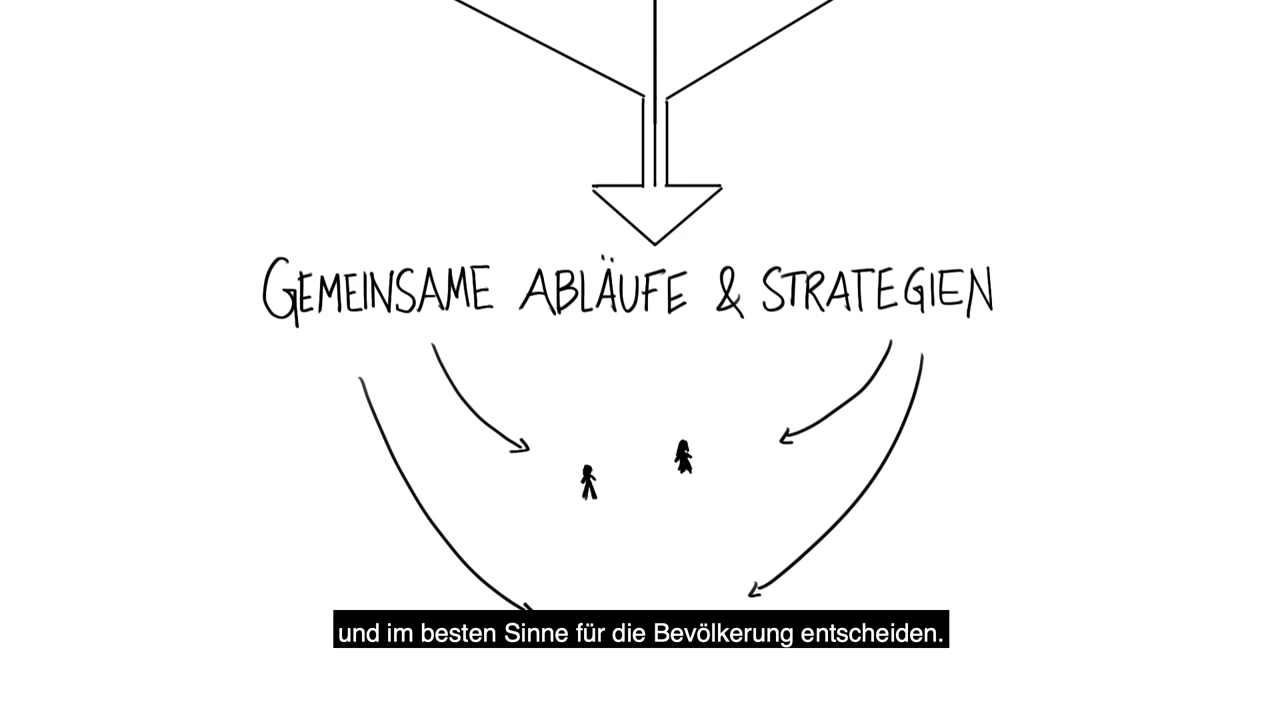 GEMEINSAME ABLÄUFE & STRATEGIEN
und im besten Sinne für die Bevölkerung entscheiden.